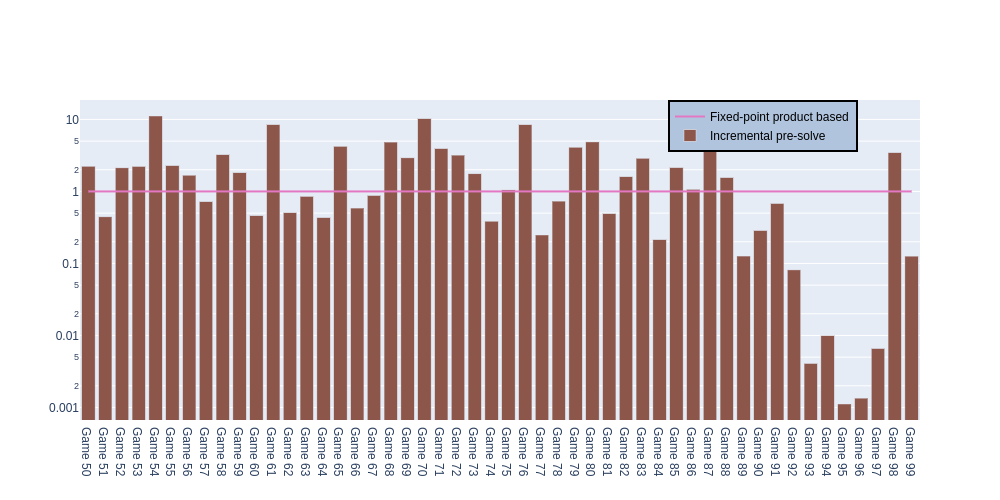 Fixed-point product based
Incremental pre-solve
10
5
2
1
5
2
0.1
5
2
0.01
5
2
0.001
Game 50
Game 51
Game 52
Game 53
Game 54
Game 55
Game 56
Game 57
Game 58
Game 59
Game 60
Game 61
Game 62
Game 63
Game 64
Game 65
Game 66
Game 67
Game 68
Game 69
Game 70
Game 71
Game 72
Game 73
Game 74
Game 75
Game 76
Game 77
Game 78
Game 79
Game 80
Game 81
Game 82
Game 83
Game 84
Game 85
Game 86
Game 87
Game 88
Game 89
Game 90
Game 91
Game 92
Game 93
Game 94
Game 95
Game 96
Game 97
Game 98
Game 99